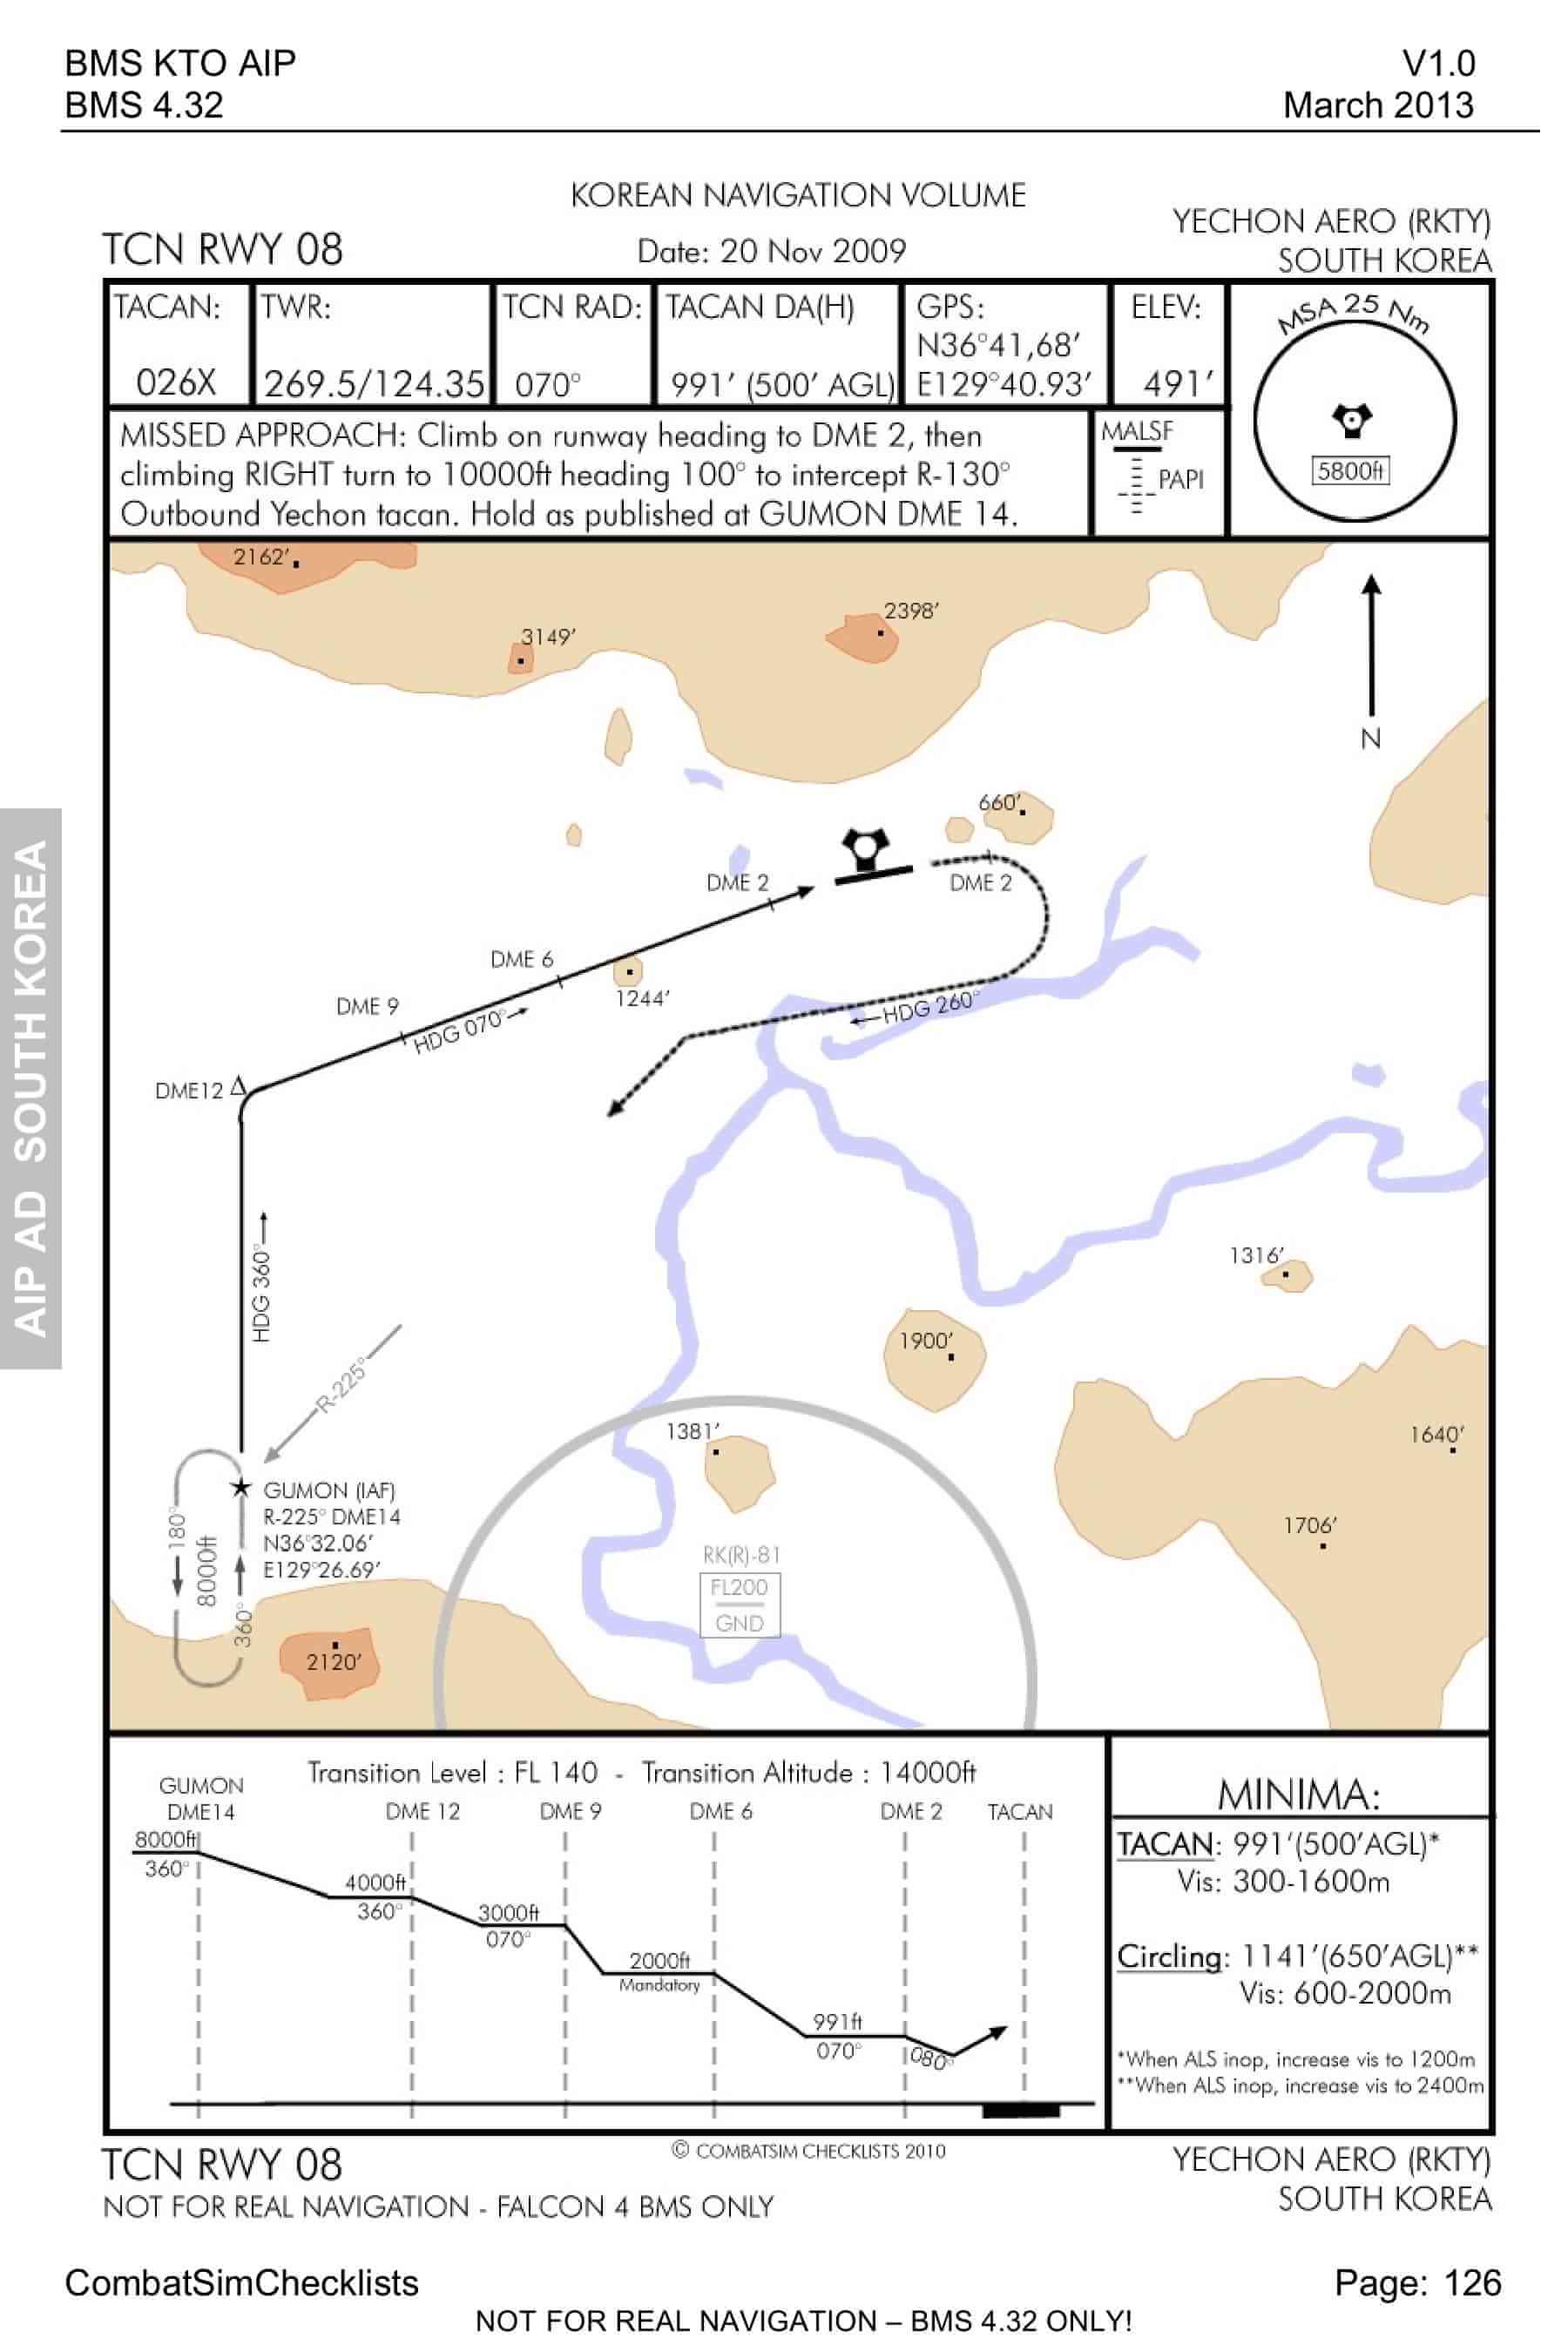 BMS KTO AIP
V1.0
BMS 4.32
March 2013
KOREAN NAVIGATION VOLUME
TCN RWY 08
Date: 20 Nov 2009
YECHON AERO (RKTY)
SOUTH KOREA
TACAN:
026X
TWR:
269.5/124.35
TCN RAD:
070°
TACAN DA(H)
991' (500' AGL)
GPS:
N36°41,68'
E129°40.93'
ELEV:
491'
MSA 25 Nm
5800ft
MISSED APPROACH: Climb on runway heading to DME 2, then
climbing RIGHT turn to 10000ft heading 100° to intercept R-130°
Outbound Yechon tacan. Hold as published at GUMON DME 14.
MALSF
PAPI
2162'
3149'
2398'
N
660'
DME 2
DME 2
DME 6
1244'
DME 9
HDG 070°
HDG 260°
DME12
HDG 360°
R-225°
1316'
1900'
1381'
1640'
1706'
GUMON (IAF)
R-225° DME14
N36°32.06'
E129°26.69'
180°
8000ft
360°
2120'
RK(R)-81
FL200
GND
AIP AD SOUTH KOREA
Transition Level : FL 140 - Transition Altitude : 14000ft
GUMON
DME14
DME 12
DME 9
DME 6
DME 2
TACAN
8000ft
360°
4000ft
360°
3000ft
070°
2000ft
Mandatory
991ft
070°
080°
MINIMA:
TACAN: 991'(500'AGL)*
Vis: 300-1600m
Circling: 1141'(650'AGL)**
Vis: 600-2000m
*When ALS inop, increase vis to 1200m
**When ALS inop, increase vis to 2400m
TCN RWY 08
© COMBATSIM CHECKLISTS 2010
YECHON AERO (RKTY)
SOUTH KOREA
NOT FOR REAL NAVIGATION - FALCON 4 BMS ONLY
CombatSimChecklists
Page: 126
NOT FOR REAL NAVIGATION – BMS 4.32 ONLY!